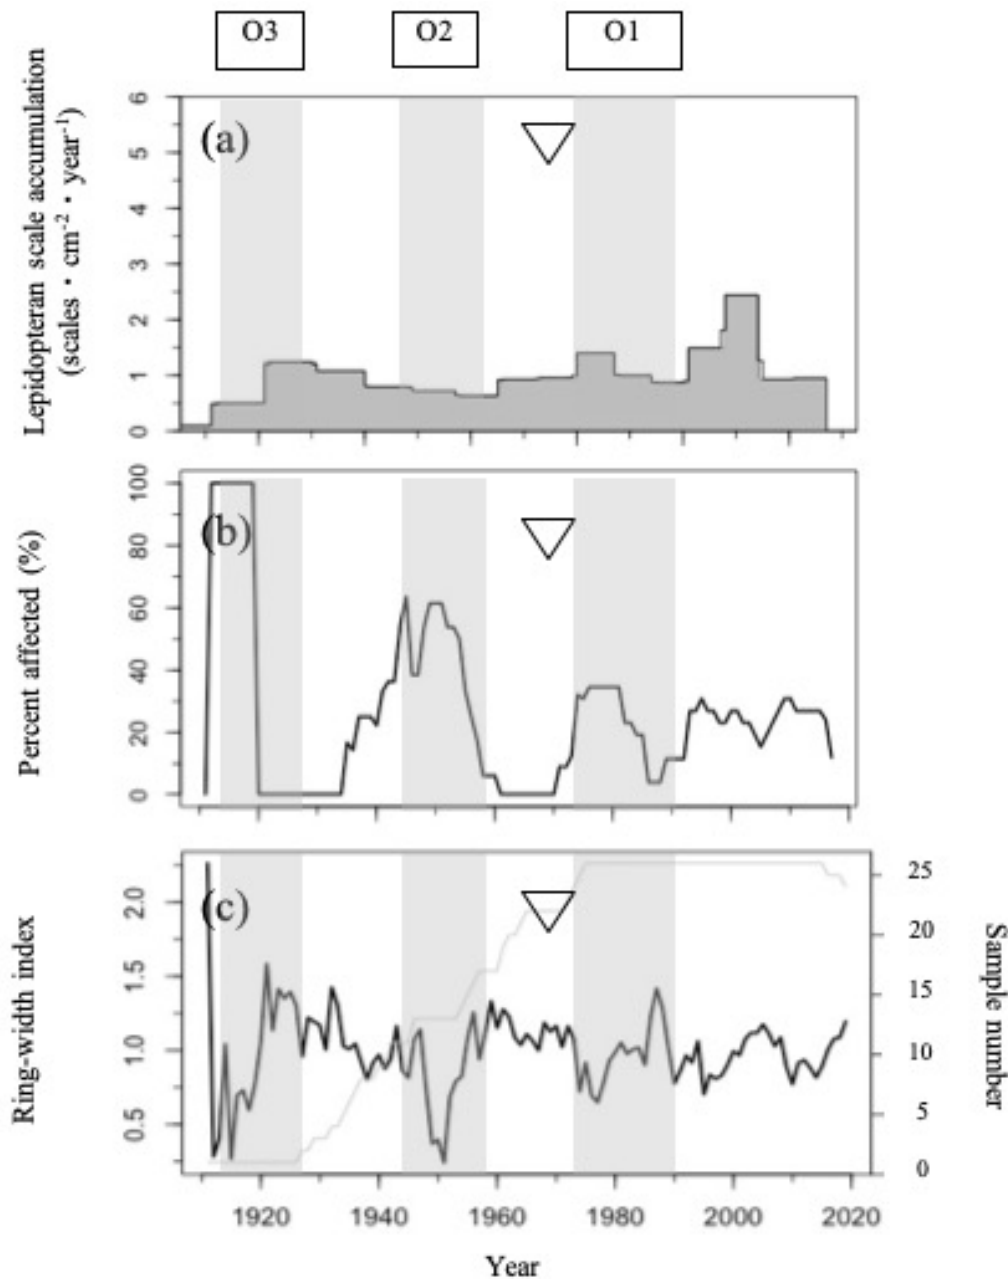 O3 O2 O1
Lepidopteran scale accumulation
(scales · cm-2 · year-1)
6
5
4
3
2
1
0
(a)
Percent affected (%)
100
80
60
40
20
0
(b)
Ring-width index
2.0
1.5
1.0
0.5
(c)
25
20
15
10
5
0
Sample number
1920 1940 1960 1980 2000 2020
Year